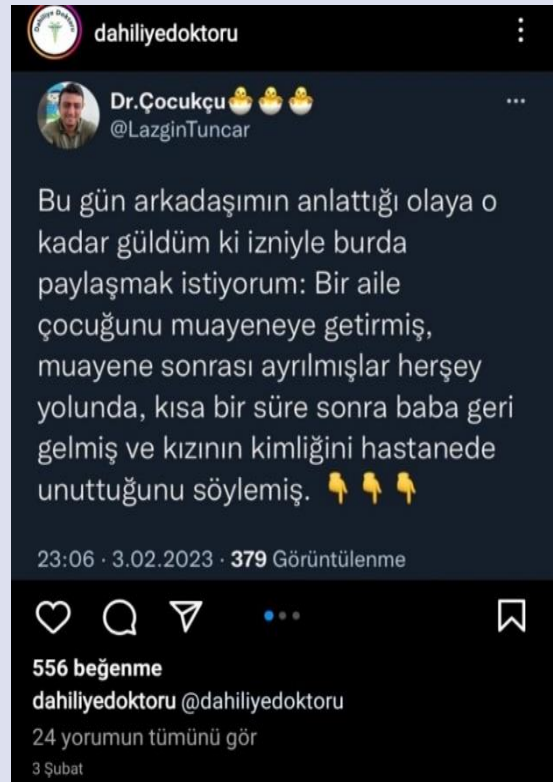 dahiliyedoktoru
Dr.Çocukçu🐣🐣🐣
@LazginTuncar
Bu gün arkadaşımın anlattığı olaya o
kadar güldüm ki izniyle burda
paylaşmak istiyorum: Bir aile
çocuğunu muayeneye getirmiş,
muayene sonrası ayrılmışlar herşey
yolunda, kısa bir süre sonra baba geri
gelmiş ve kızının kimliğini hastanede
unuttuğunu söylemiş. 👇👇👇
23:06 · 3.02.2023 · 379 Görüntülenme
556 beğenme
dahiliyedoktoru @dahiliyedoktoru
24 yorumun tümünü gör
3 Şubat